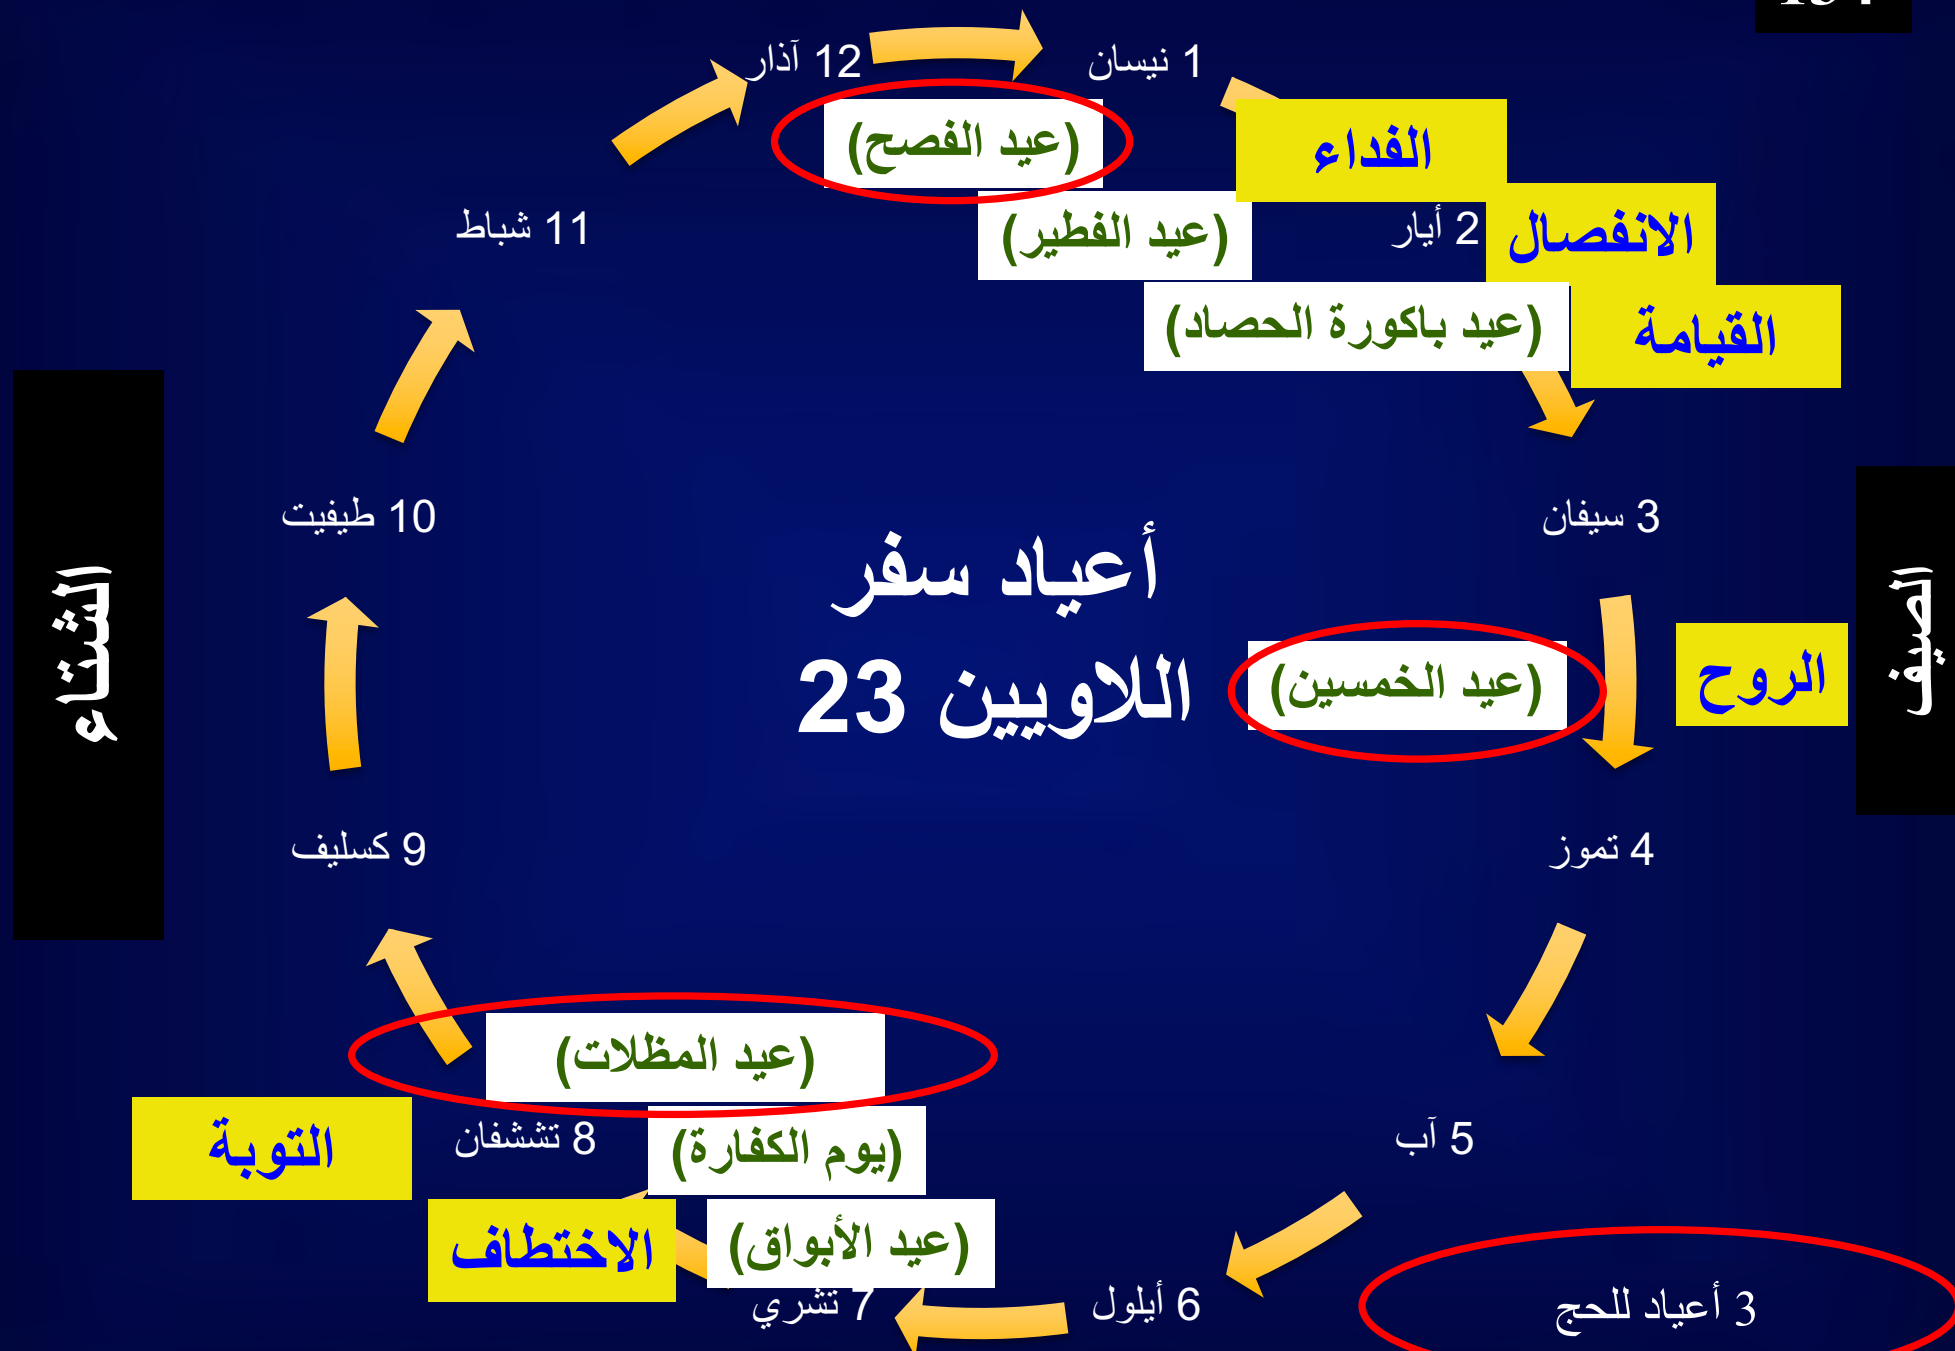 12 آذار
1 نيسان
(عيد الفصح)
الفداء
11 شباط
(عيد الفطير)
2 أيار
الانفصال
(عيد باكورة الحصاد)
القيامة
10 طيفيت
3 سيفان
أعياد سفر
اللاويين 23
(عيد الخمسين)
الروح
الصيف
الشتاء
9 كسليف
4 تموز
(عيد المظلات)
8 تششفان
(يوم الكفارة)
التوبة
5 آب
(عيد الأبواق)
الاختطاف
7 تشري
6 أيلول
3 أعياد للحج